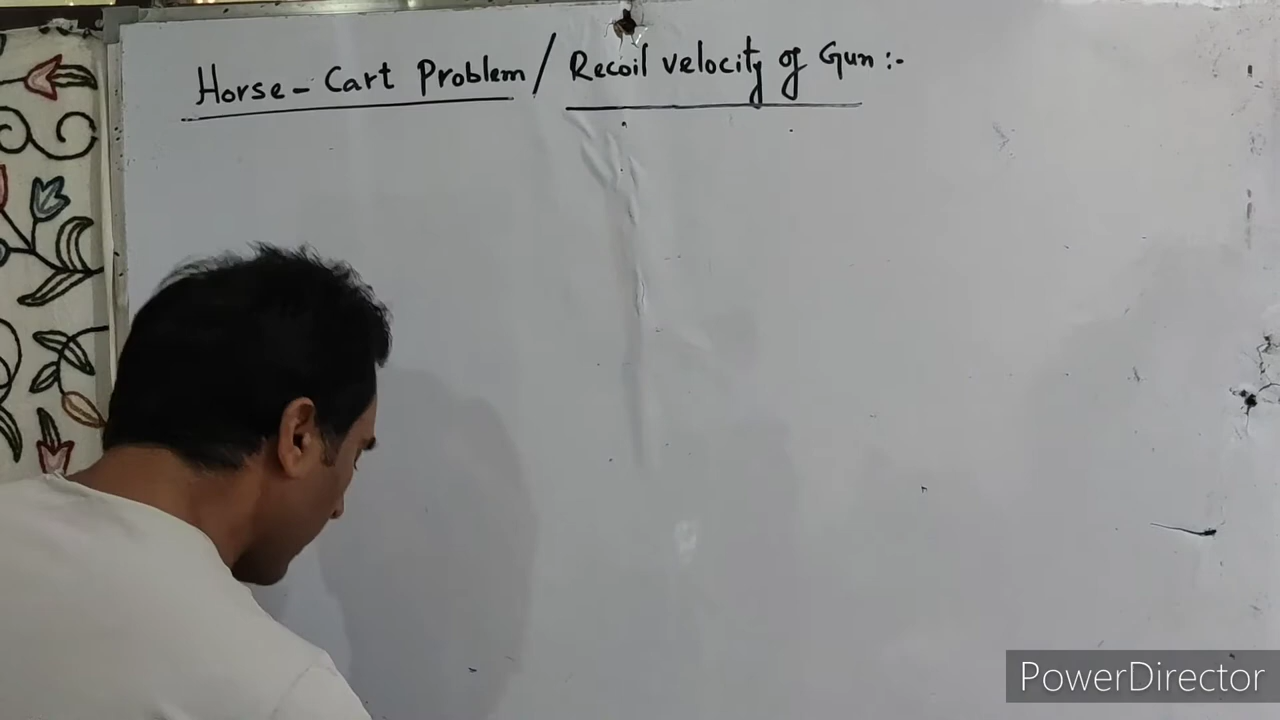 Horse - Cart Problem / Recoil velocity of Gun :-
PowerDirector